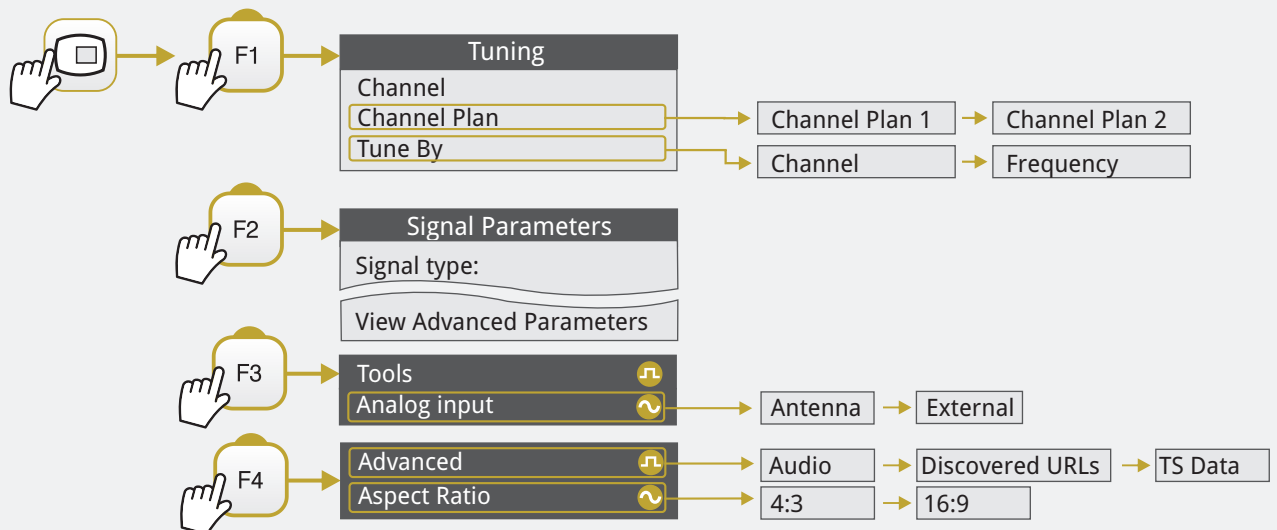 F1
Tuning
Channel
Channel Plan
Channel Plan 1
Channel Plan 2
Tune By
Channel
Frequency
F2
Signal Parameters
Signal type:
View Advanced Parameters
F3
Tools
Analog input
Antenna
External
F4
Advanced
Audio
Discovered URLs
TS Data
Aspect Ratio
4:3
16:9